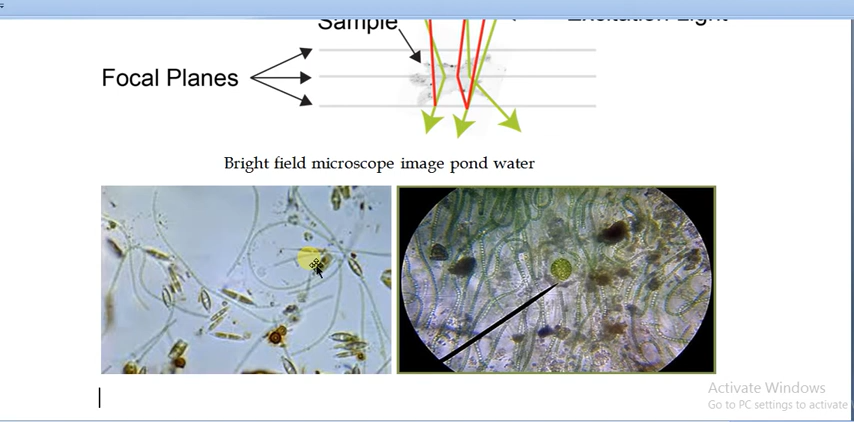 Sample
Excitation Light
Focal Planes
Bright field microscope image pond water
Activate Windows
Go to PC settings to activate